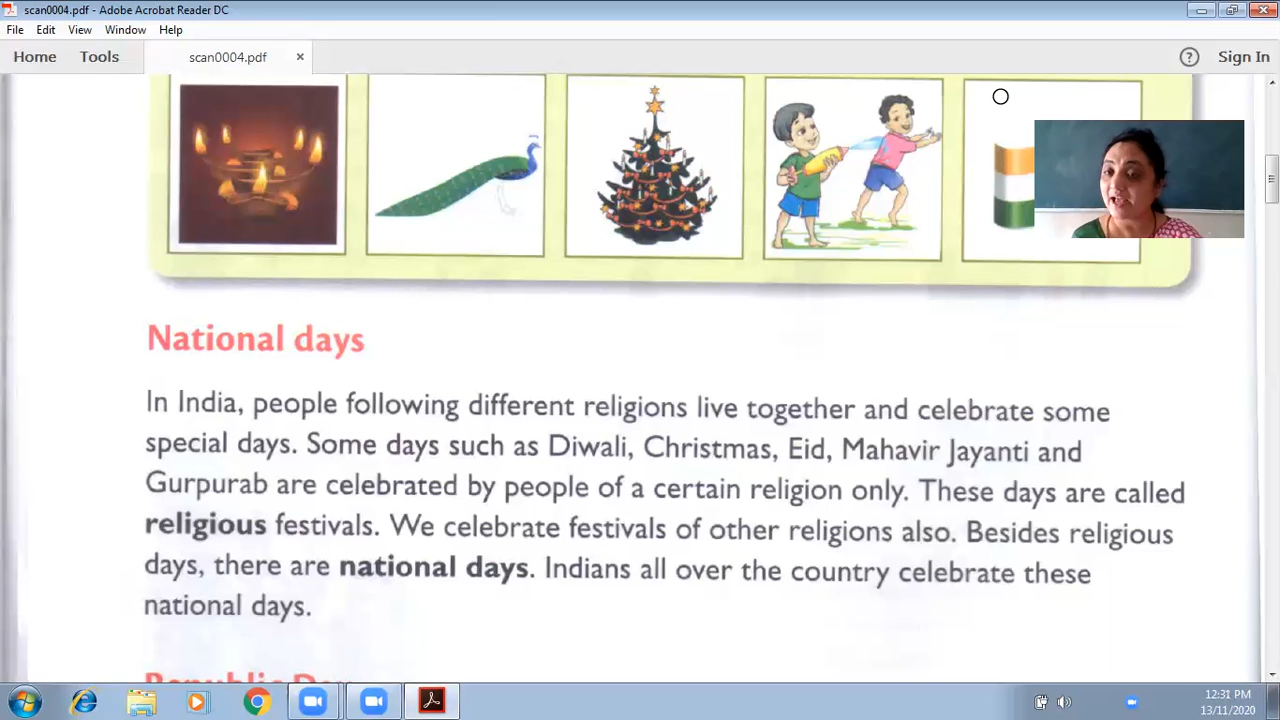 scan0004.pdf - Adobe Acrobat Reader DC
File Edit View Window Help
Home Tools scan0004.pdf × ? Sign In
National days
In India, people following different religions live together and celebrate some
special days. Some days such as Diwali, Christmas, Eid, Mahavir Jayanti and
Gurpurab are celebrated by people of a certain religion only. These days are called
religious festivals. We celebrate festivals of other religions also. Besides religious
days, there are national days. Indians all over the country celebrate these
national days.
Republic Day
12:31 PM
13/11/2020